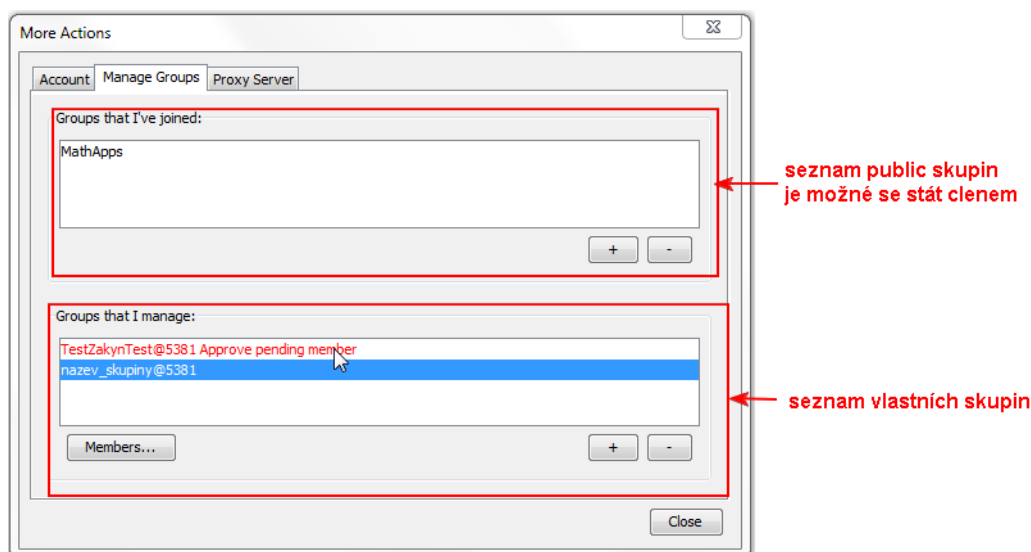 More Actions
Account Manage Groups Proxy Server
Groups that I've joined:
MathApps
seznam public skupin
je možné se stát clenem
+ -
Groups that I manage:
TestZakynTest@5381 Approve pending member
nazev_skupiny@5381
seznam vlastních skupin
Members... + -
Close